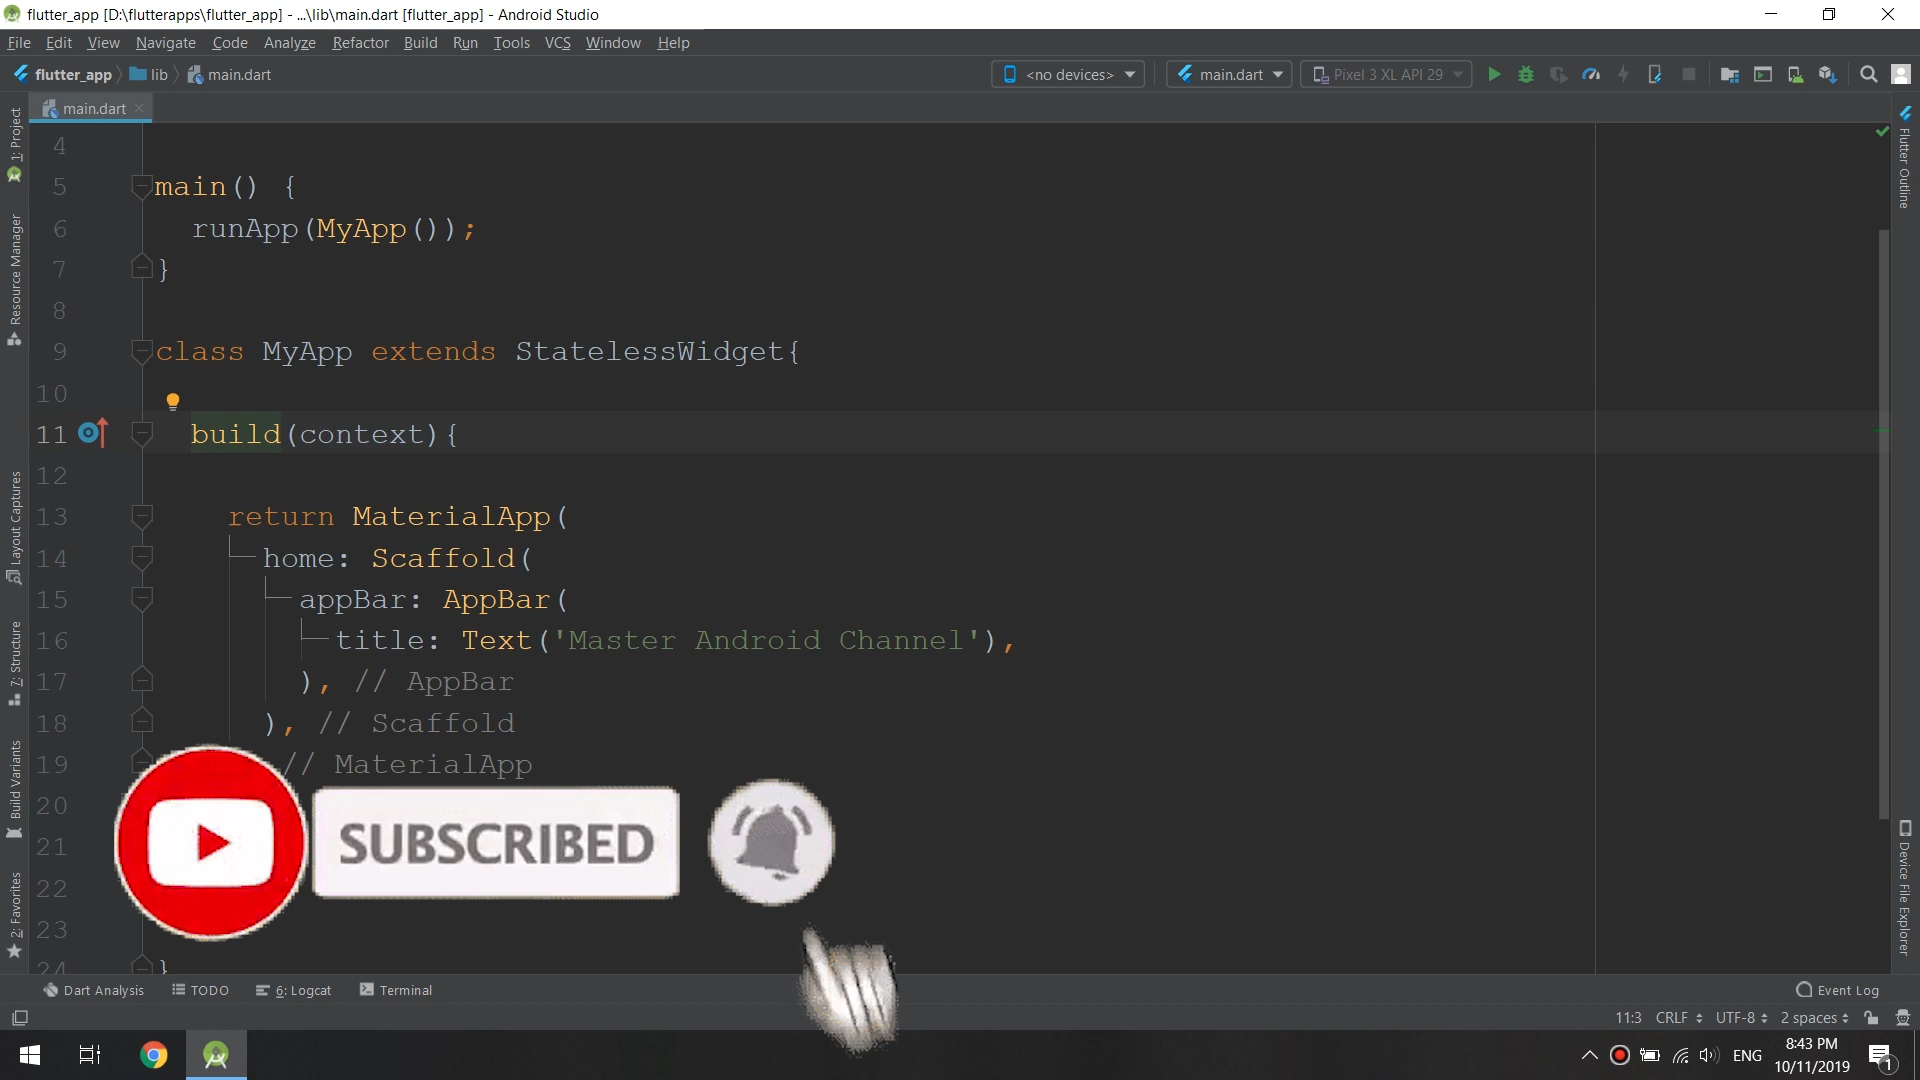 flutter_app [D:\flutterapps\flutter_app] - ...\lib\main.dart [flutter_app] - Android Studio
File Edit View Navigate Code Analyze Refactor Build Run Tools VCS Window Help
flutter_app lib main.dart <no devices> main.dart Pixel 3 XL API 29
main.dart
1: Project
Resource Manager
Layout Captures
7: Structure
Build Variants
2: Favorites
4
5 main() {
6 runApp(MyApp());
7 }
8
9 class MyApp extends StatelessWidget{
10
11 build(context){
12
13 return MaterialApp(
14 home: Scaffold(
15 appBar: AppBar(
16 title: Text('Master Android Channel'),
17 ), // AppBar
18 ), // Scaffold
19 // MaterialApp
20
21
22
23
24 }
SUBSCRIBED
Flutter Outline
Device File Explorer
Dart Analysis TODO 6: Logcat Terminal Event Log
11:3 CRLF UTF-8 2 spaces
ENG 8:43 PM
10/11/2019
1